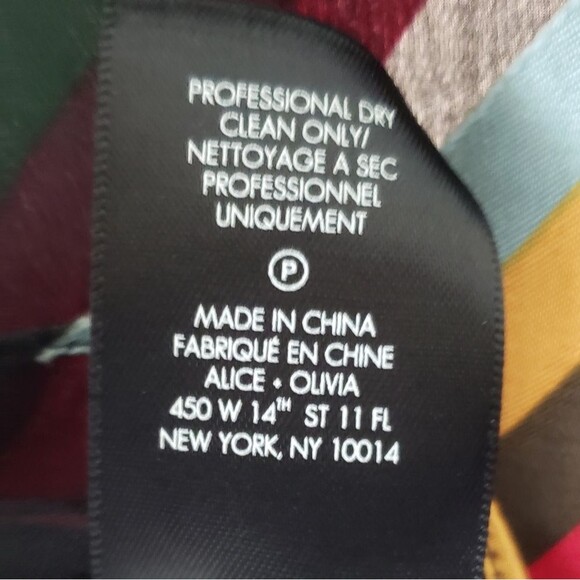 PROFESSIONAL DRY
CLEAN ONLY/
NETTOYAGE A SEC
PROFESSIONNEL
UNIQUEMENT
P
MADE IN CHINA
FABRIQUÉ EN CHINE
ALICE + OLIVIA
450 W 14TH ST 11 FL
NEW YORK, NY 10014